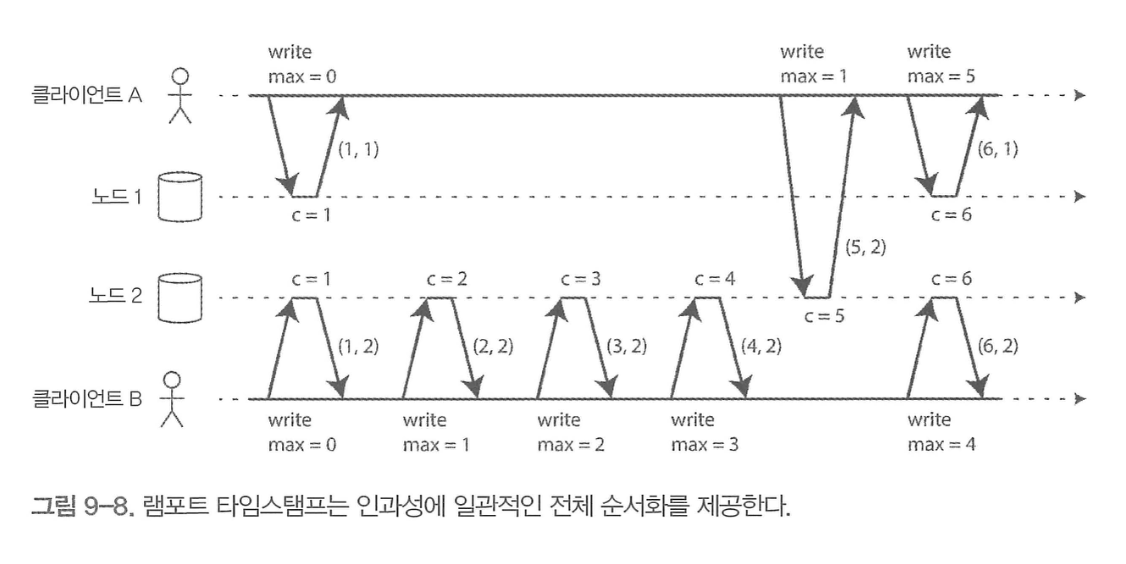 write
max = 0
write
max = 1
write
max = 5
클라이언트 A
(1, 1)
(6, 1)
노드 1
c = 1
c = 6
(5, 2)
c = 1
c = 2
c = 3
c = 4
c = 6
노드 2
c = 5
(1, 2)
(2, 2)
(3, 2)
(4, 2)
(6, 2)
클라이언트 B
write
max = 0
write
max = 1
write
max = 2
write
max = 3
write
max = 4
그림 9-8. 램포트 타임스탬프는 인과성에 일관적인 전체 순서화를 제공한다.